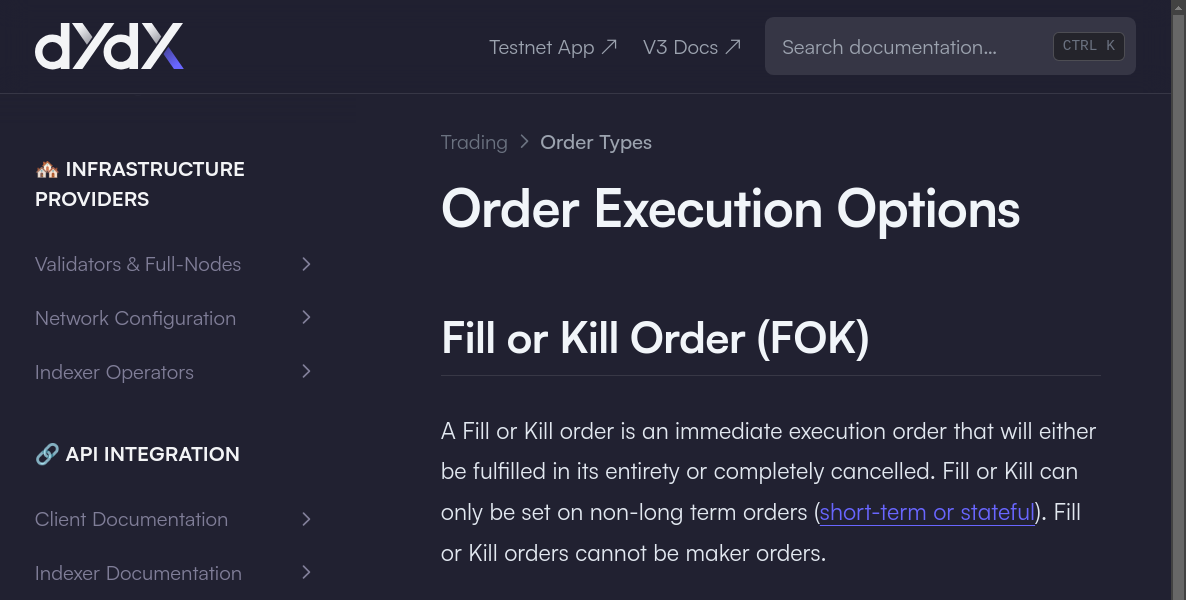 dYdX
Testnet App ↗ V3 Docs ↗ Search documentation... CTRL K
INFRASTRUCTURE
PROVIDERS
Validators & Full-Nodes
Network Configuration
Indexer Operators
API INTEGRATION
Client Documentation
Indexer Documentation
Trading > Order Types
Order Execution Options
Fill or Kill Order (FOK)
A Fill or Kill order is an immediate execution order that will either
be fulfilled in its entirety or completely cancelled. Fill or Kill can
only be set on non-long term orders (short-term or stateful). Fill
or Kill orders cannot be maker orders.